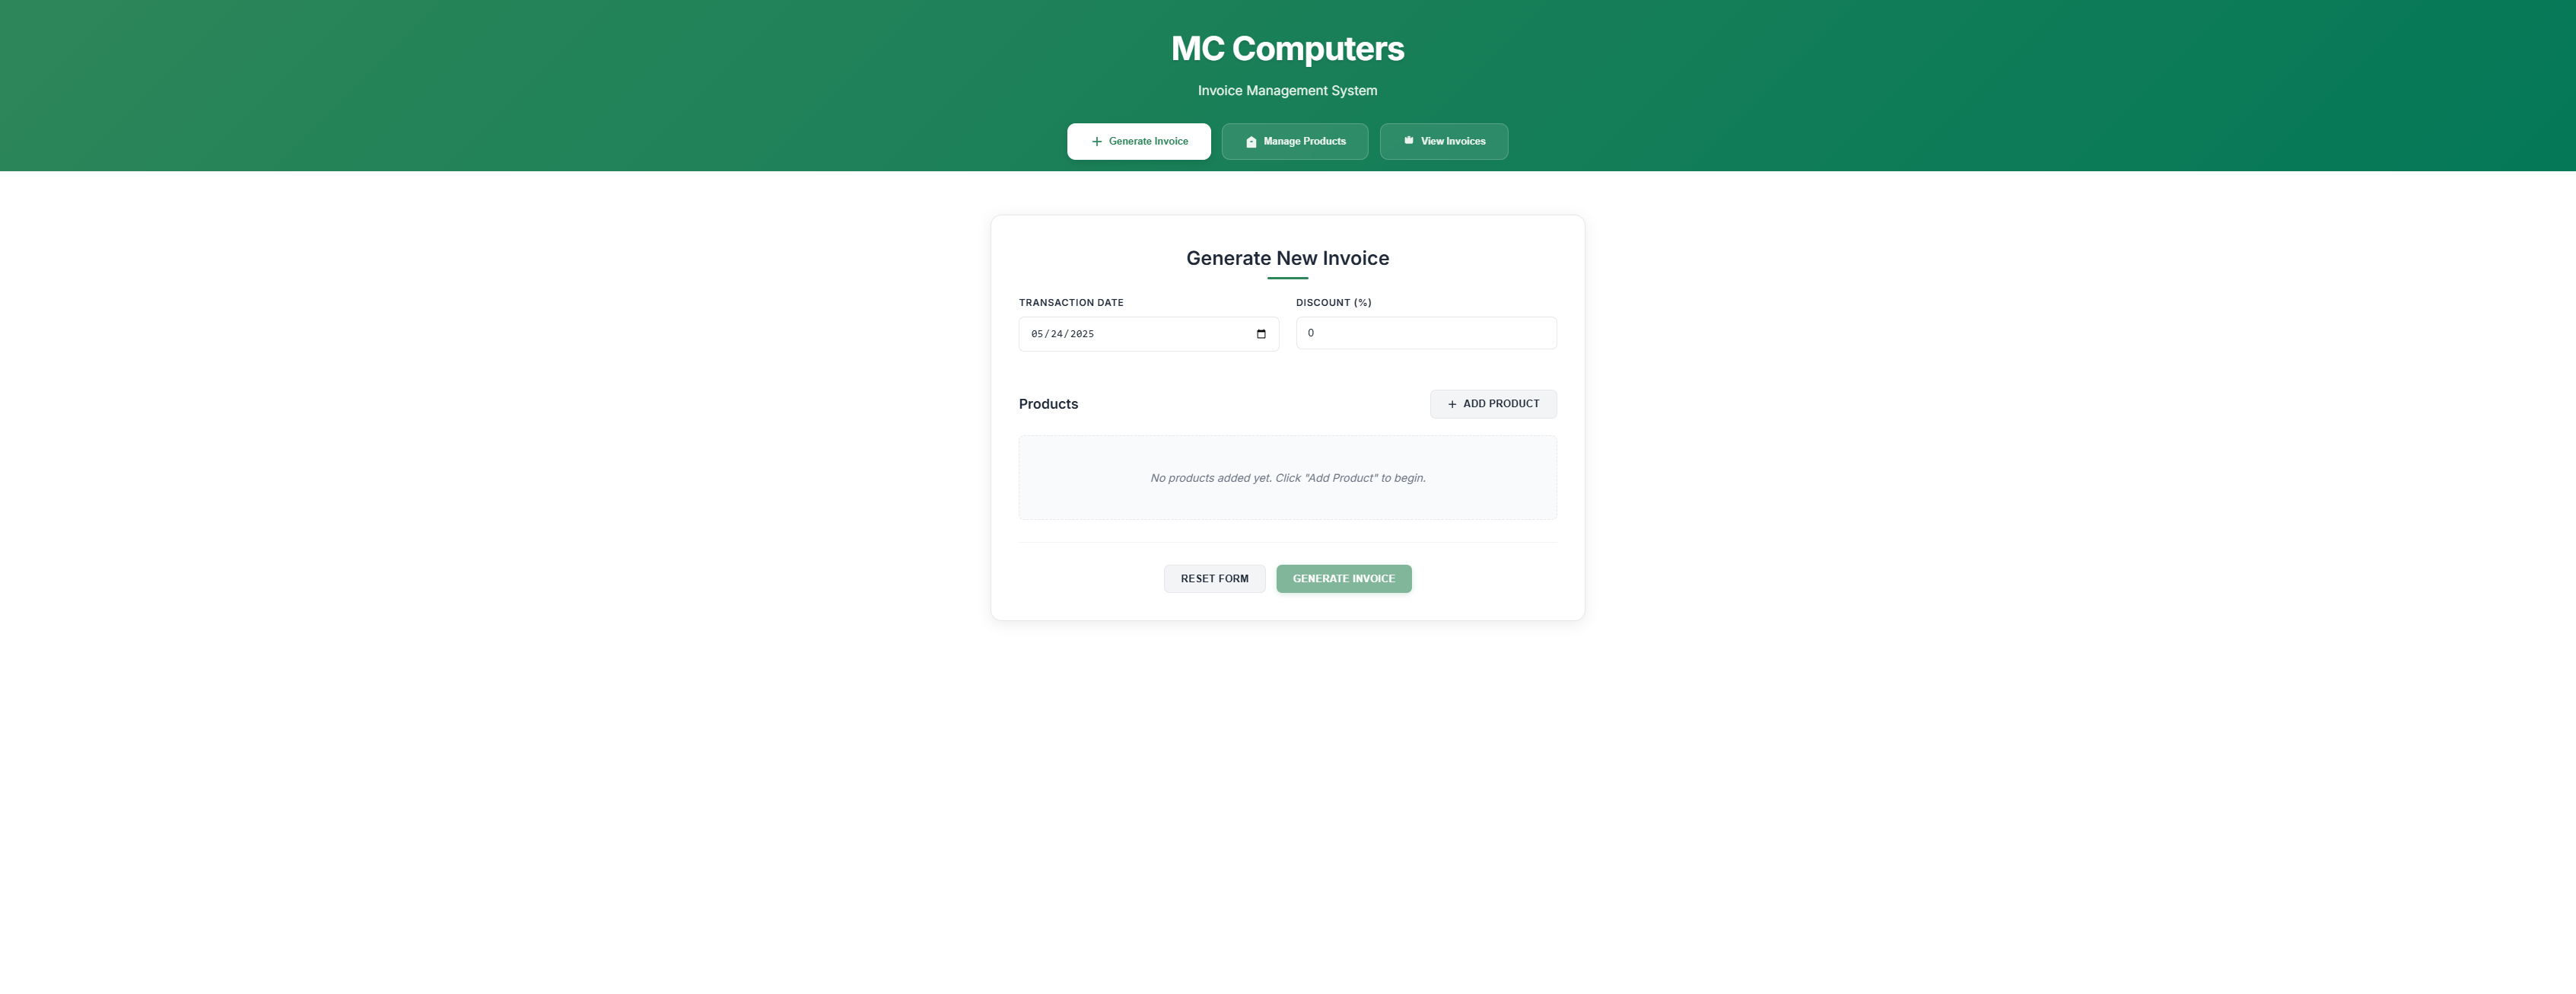 MC Computers
Invoice Management System
Generate Invoice
Manage Products
View Invoices
Generate New Invoice
TRANSACTION DATE
DISCOUNT (%)
05/24/2025
0
Products
ADD PRODUCT
No products added yet. Click "Add Product" to begin.
RESET FORM
GENERATE INVOICE